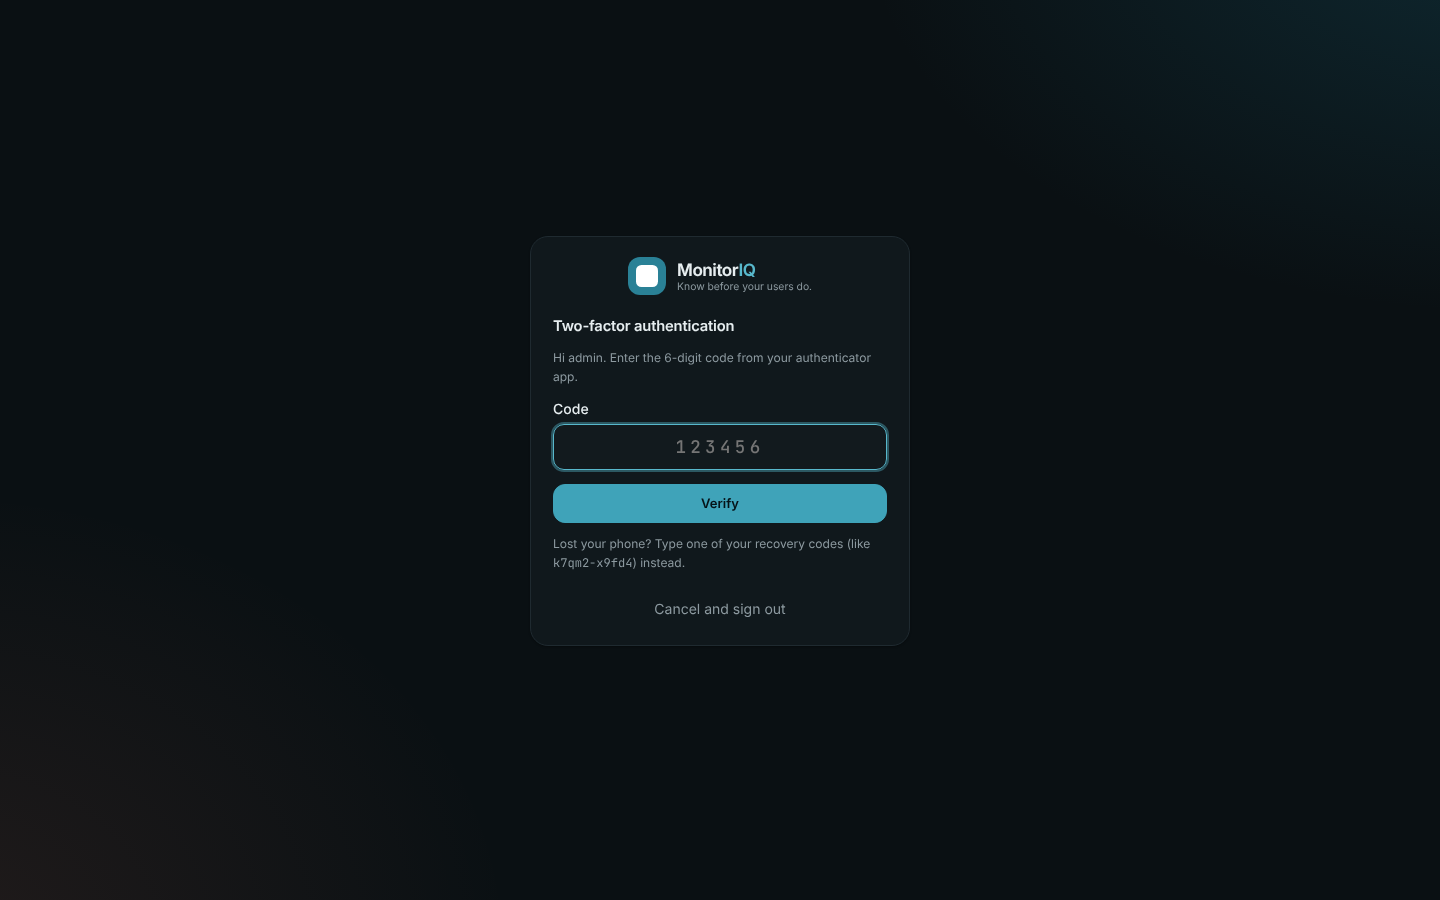 MonitorIQ
Know before your users do.
Two-factor authentication
Hi admin. Enter the 6-digit code from your authenticator
app.
Code
123456
Verify
Lost your phone? Type one of your recovery codes (like
k7qm2-x9fd4) instead.
Cancel and sign out